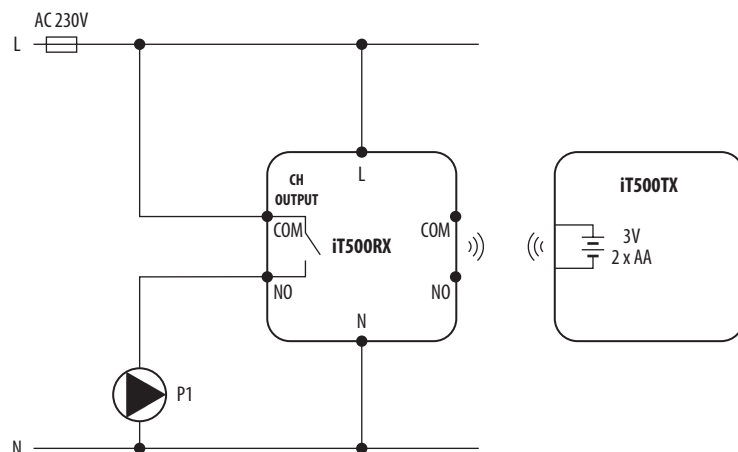 AC 230V
L
L
CH
OUTPUT
COM
iT500RX
COM
NO
NO
N
iT500TX
3V
2 x AA
P1
N